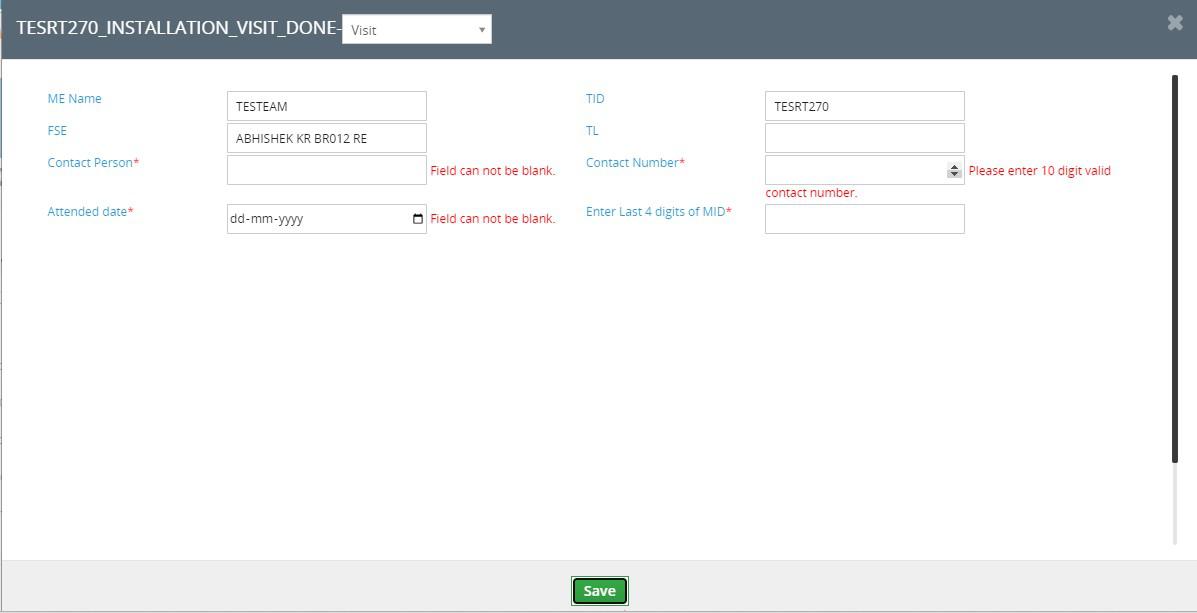 TESRT270_INSTALLATION_VISIT_DONE- Visit
ME Name TESTEAM TID TESRT270
FSE ABHISHEK KR BR012 RE TL
Contact Person* Field can not be blank. Contact Number* Please enter 10 digit valid
contact number.
Attended date* dd-mm-yyyy Field can not be blank. Enter Last 4 digits of MID*
Save